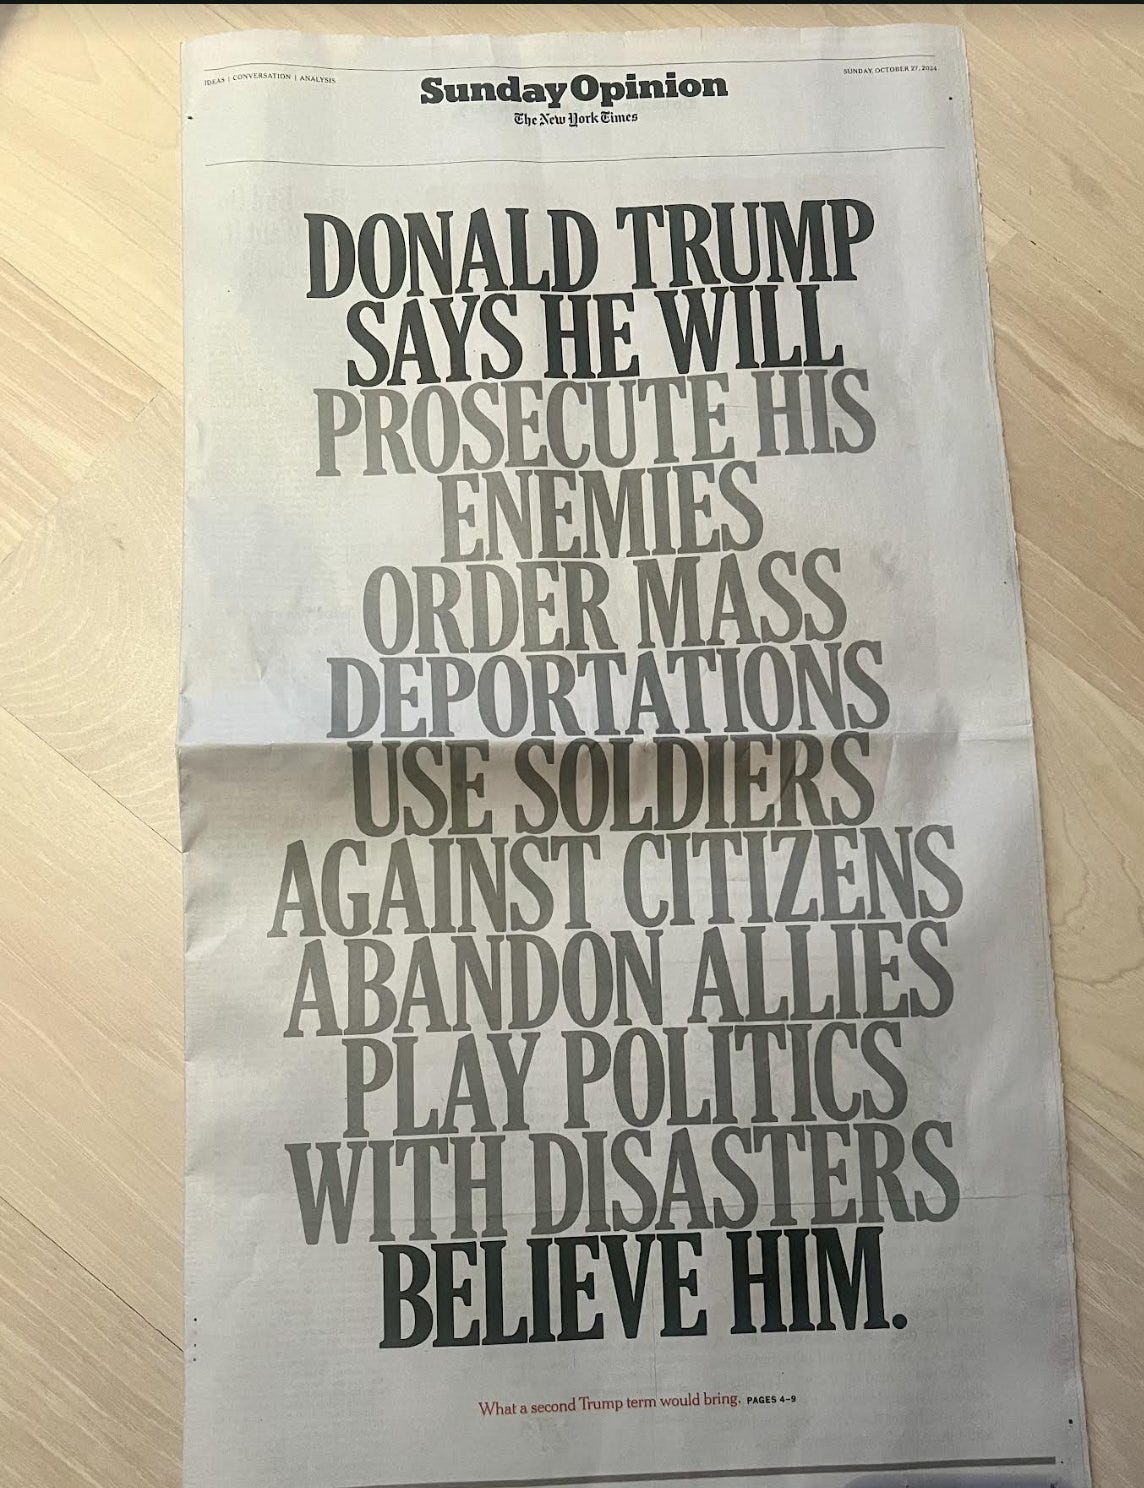 IDEAS | CONVERSATION | ANALYSIS
Sunday Opinion
SUNDAY, OCTOBER 27, 2024
The New York Times
DONALD TRUMP
SAYS HE WILL
PROSECUTE HIS
ENEMIES
ORDER MASS
DEPORTATIONS
USE SOLDIERS
AGAINST CITIZENS
ABANDON ALLIES
PLAY POLITICS
WITH DISASTERS
BELIEVE HIM.
What a second Trump term would bring. PAGES 4–9